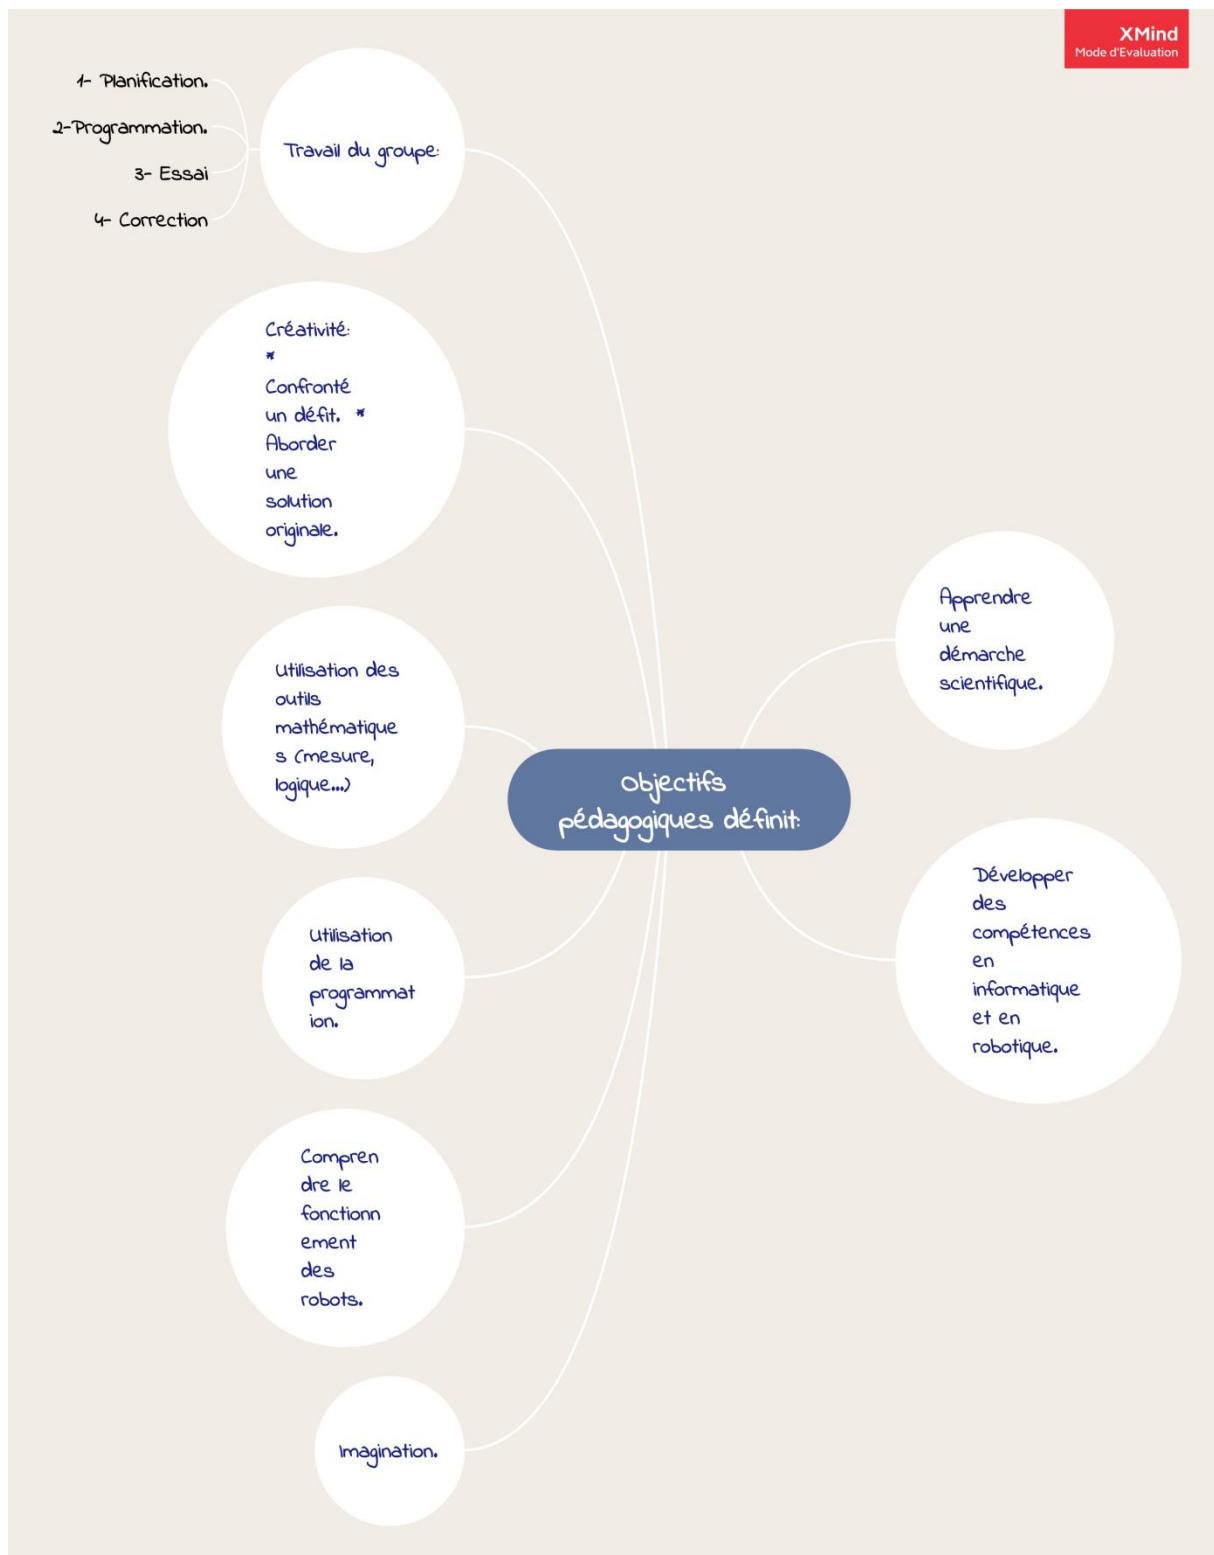 XMind
Mode d'Evaluation
1- Planification.
2-Programmation.
3- Essai
4- Correction
Travail du groupe:
Créativité:
*
Confronté
un défit. *
Aborder
une
solution
originale.
Utilisation des
outils
mathématique
s (mesure,
logique...)
Utilisation
de la
programmat
ion.
Compren
dre le
fonctionn
ement
des
robots.
Imagination.
Objectifs
pédagogiques définit:
Apprendre
une
démarche
scientifique.
Développer
des
compétences
en
informatique
et en
robotique.